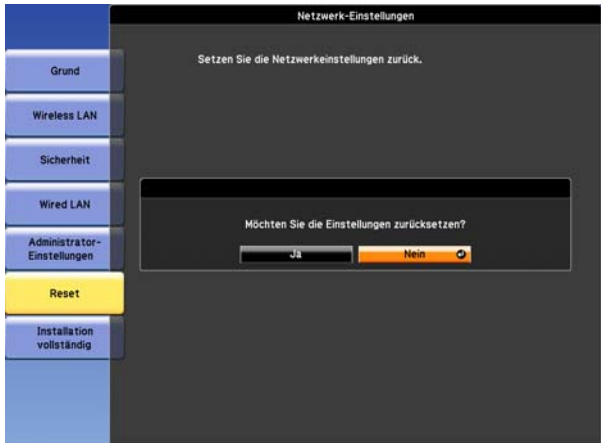 Netzwerk-Einstellungen
Setzen Sie die Netzwerkeinstellungen zurück.
Grund
Wireless LAN
Sicherheit
Wired LAN
Administrator-
Einstellungen
Reset
Installation
vollständig
Möchten Sie die Einstellungen zurücksetzen?
Ja
Nein